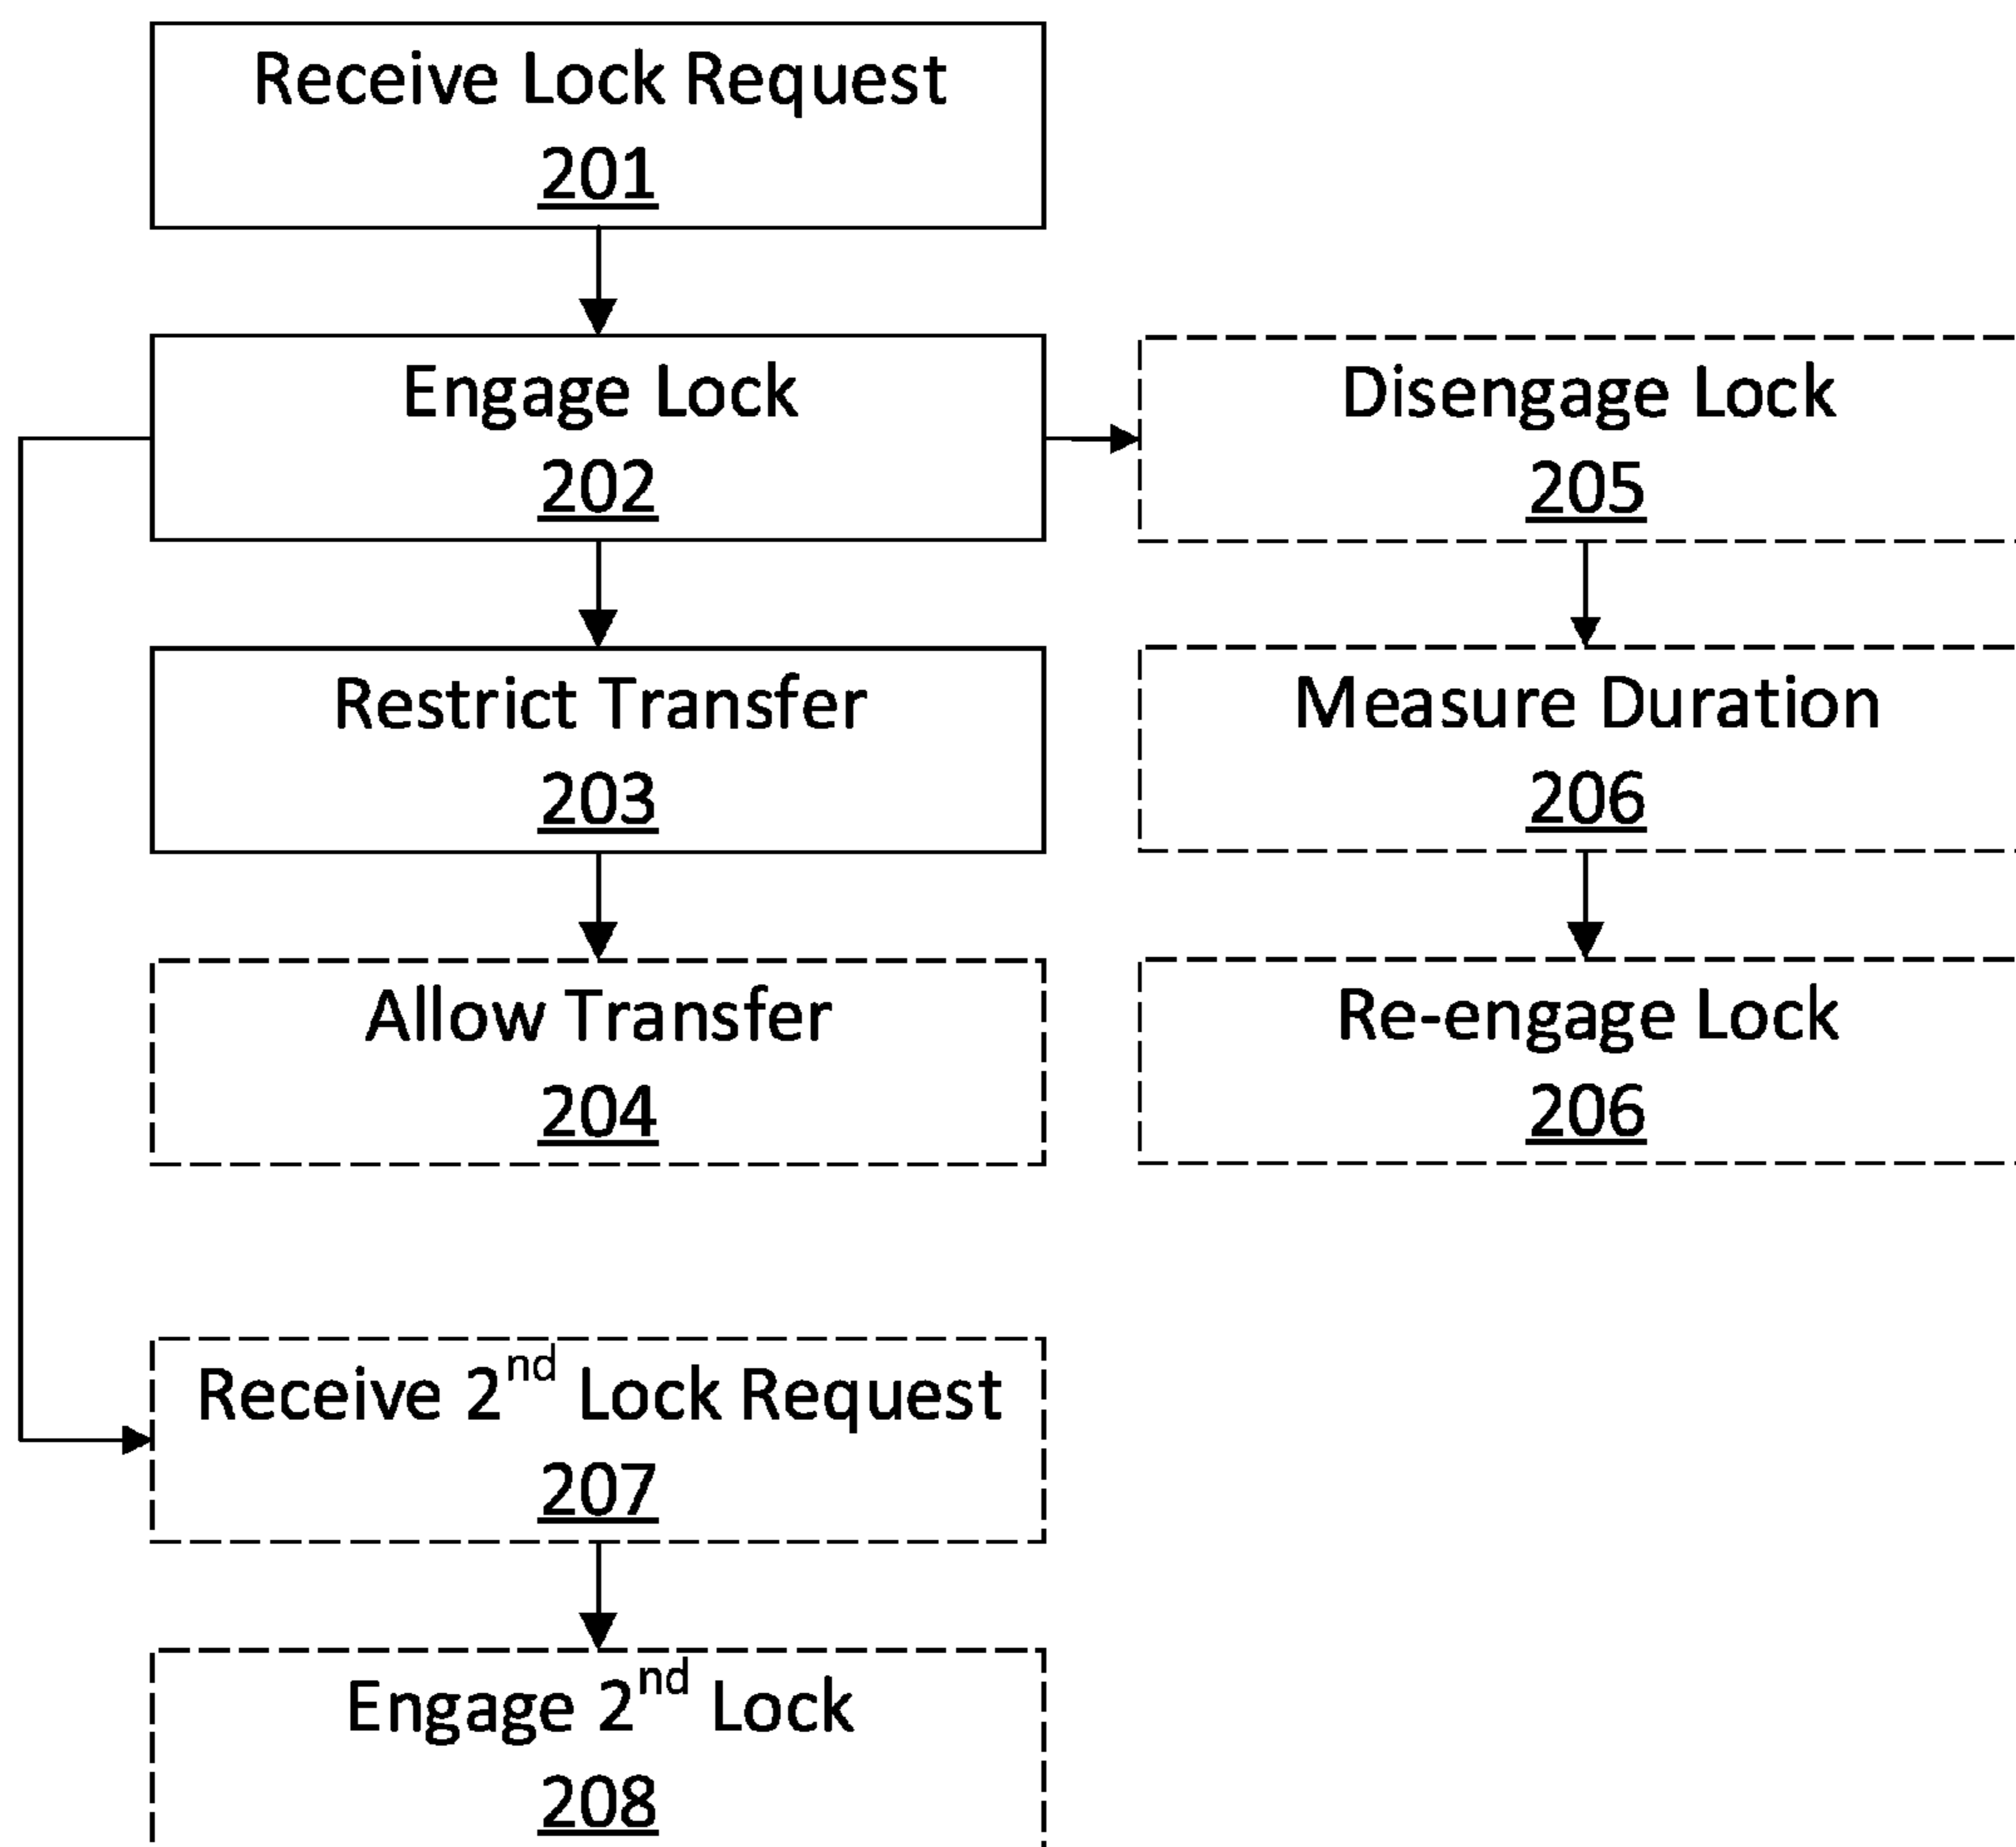 Receive Lock Request
201
Engage Lock
202
Restrict Transfer
203
Allow Transfer
204
Disengage Lock
205
Measure Duration
206
Re-engage Lock
206
Receive 2nd Lock Request
207
Engage 2nd Lock
208